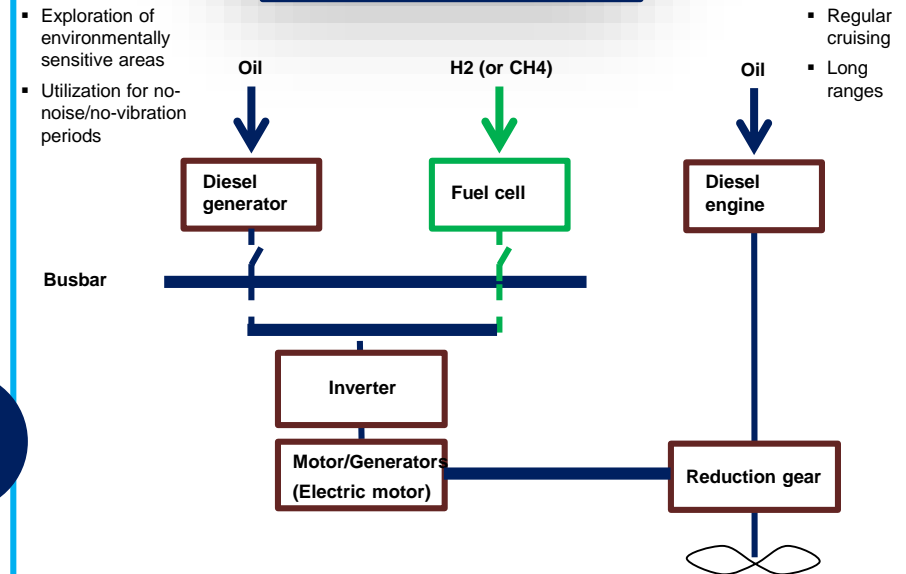 ▪ Exploration of
environmentally
sensitive areas
▪ Utilization for no-
noise/no-vibration
periods
▪ Regular
cruising
▪ Long
ranges
Oil
H2 (or CH4)
Oil
Diesel
generator
Fuel cell
Diesel
engine
Busbar
Inverter
Motor/Generators
(Electric motor)
Reduction gear